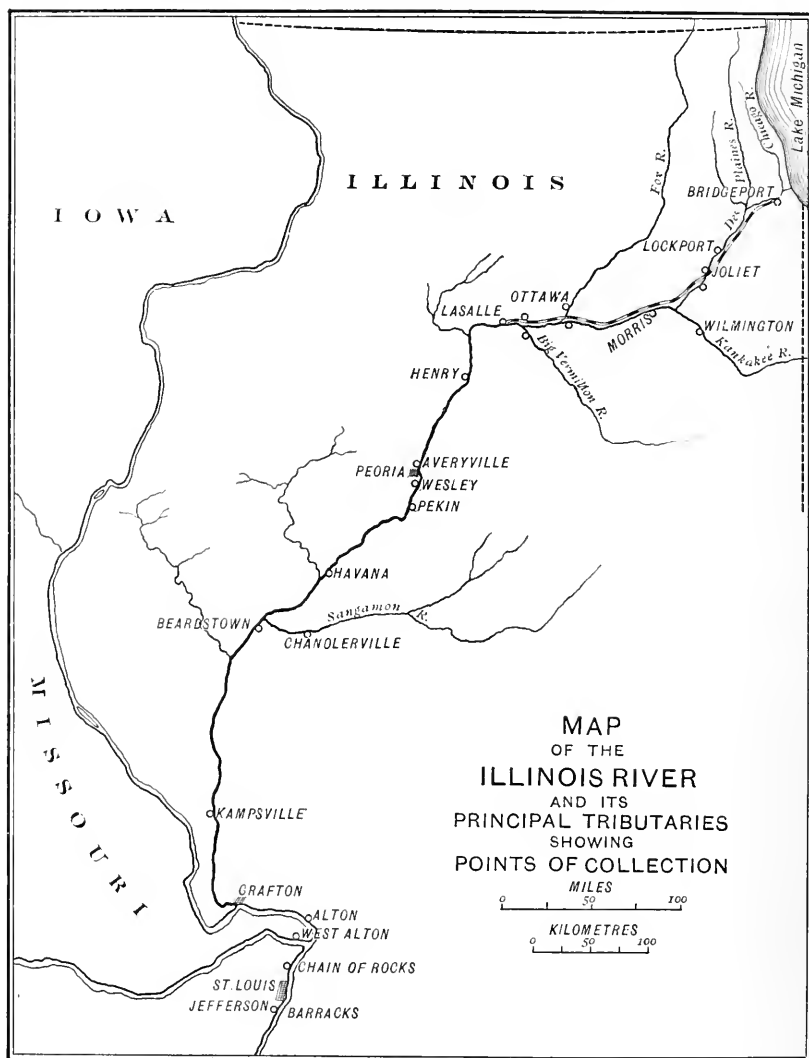 Lake Michigan
Chicago R.
Des Plaines R.
Fox R.
ILLINOIS
IOWA
BRIDGEPORT
LOCKPORT
JOLIET
OTTAWA
LASALLE
MORRIS
WILMINGTON
Kankakee R.
Big Vermilion R.
HENRY
AVERYVILLE
PEORIA
WESLEY
PEKIN
HAVANA
Sangamon R.
BEARDSTOWN
CHANDLERVILLE
MISSOURI
MAP
OF THE
ILLINOIS RIVER
AND ITS
PRINCIPAL TRIBUTARIES
SHOWING
POINTS OF COLLECTION
MILES
0 50 100
KILOMETRES
0 50 100
KAMPSVILLE
GRAFTON
ALTON
WEST ALTON
CHAIN OF ROCKS
ST. LOUIS
JEFFERSON BARRACKS